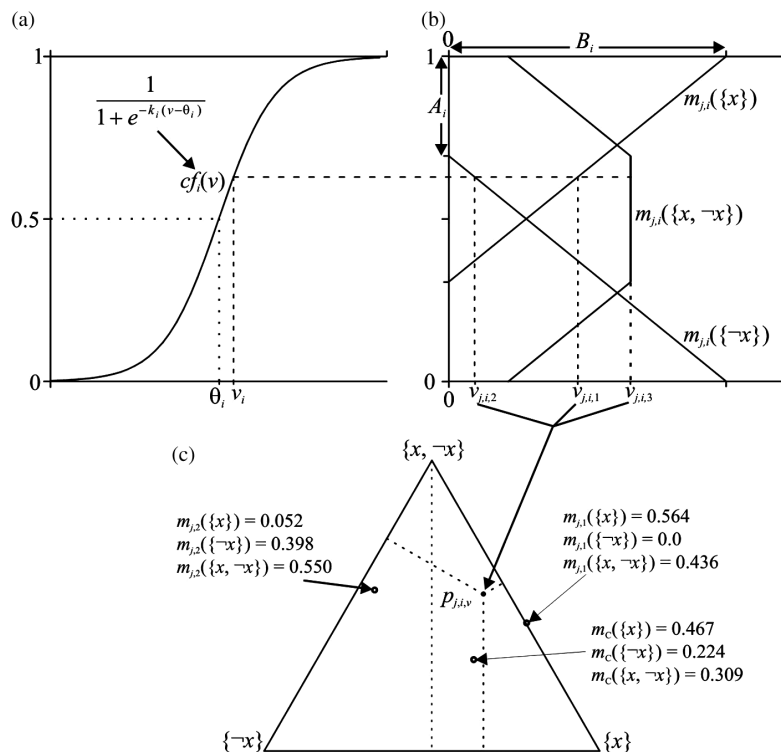 (a)
1
1
1 + e^{-k_i(v-θ_i)}
cf_i(v)
0.5
0
θ_i
v_i
(b)
0
B_i
1
A_i
m_{j,i}({x})
m_{j,i}({x, ¬x})
m_{j,i}({¬x})
0
0
v_{j,i,2}
v_{j,i,1}
v_{j,i,3}
(c)
{x, ¬x}
m_{j,2}({x}) = 0.052
m_{j,2}({¬x}) = 0.398
m_{j,2}({x, ¬x}) = 0.550
m_{j,1}({x}) = 0.564
m_{j,1}({¬x}) = 0.0
m_{j,1}({x, ¬x}) = 0.436
p_{j,i,v}
m_C({x}) = 0.467
m_C({¬x}) = 0.224
m_C({x, ¬x}) = 0.309
{¬x}
{x}